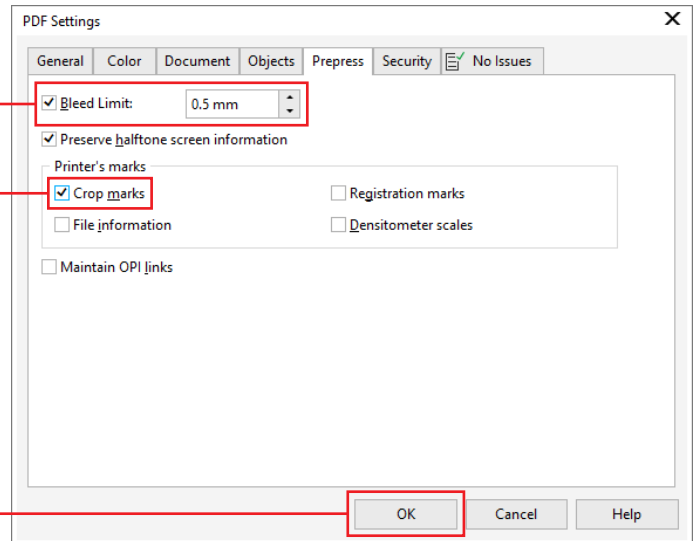 PDF Settings
General Color Document Objects Prepress Security No Issues
Bleed Limit: 0.5 mm
Preserve halftone screen information
Printer's marks
Crop marks Registration marks
File information Densitometer scales
Maintain OPI links
OK Cancel Help